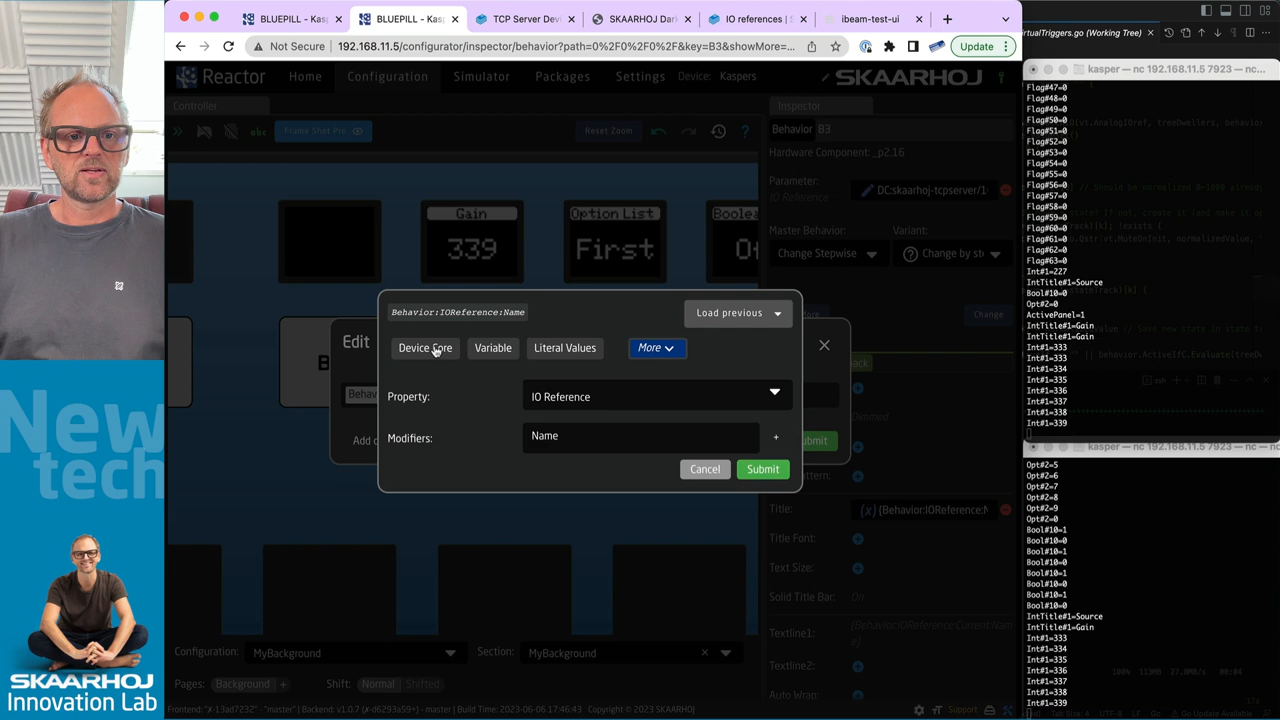 BLUEPILL - Kas
BLUEPILL - Kas
TCP Server Dev
SKAARHOJ Dar
IO references | S
ibeam-test-ui
Not Secure
192.168.11.5/configurator/inspector/behavior?path=0%2F0%2F0%2F&key=B3&showMore=...
Update
Reactor
Home
Configuration
Simulator
Packages
Settings
Device: Kaspers
SKAARHOJ
Controller
abc
Frame Shot Pro
Reset Zoom
Gain
339
Option List
First
Edit
Behavior:IOReference:Name
Load previous
Device Core
Variable
Literal Values
More
Property:
IO Reference
Modifiers:
Name
+
Cancel
Submit
Inspector
Behavior B3
Hardware Component: _p2.16
Parameter:
IO Reference
DC:skaarhoj-tcpserver/1
Master Behavior:
Variant:
Change Stepwise
Change by st
Change
Dimmed
Title:
{Behavior:IOReference:N
Title Font:
Text Size:
Solid Title Bar:
On
Textline1:
{Behavior:IOReference:Current:Nam
e}
Textline2:
Auto Wrap:
Configuration:
MyBackground
Section:
MyBackground
Pages:
Background
+
Shift:
Normal
Shifted
Support
irtualTriggers.go (Working Tree)
kasper — nc 192.168.11.5 7923 — nc...
Flag#47=0
Flag#48=0
Flag#49=0
Flag#50=0
Flag#51=0
Flag#52=0
Flag#53=0
Flag#54=0
Flag#55=0
Flag#56=0
Flag#57=0
Flag#58=0
Flag#59=0
Flag#60=0
Flag#61=0
Flag#62=0
Flag#63=0
Int#1=227
IntTitle#1=Source
Bool#10=0
Opt#2=0
ActivePanel=1
IntTitle#1=Gain
IntTitle#1=Gain
Int#1=333
Int#1=333
Int#1=334
Int#1=335
Int#1=336
Int#1=337
Int#1=338
Int#1=339
Opt#2=5
Opt#2=6
Opt#2=7
Opt#2=8
Opt#2=9
Opt#2=0
Bool#10=1
Bool#10=0
Bool#10=1
Bool#10=0
Bool#10=1
Bool#10=0
Bool#10=1
Bool#10=0
IntTitle#1=Source
IntTitle#1=Gain
Int#1=333
Int#1=334
Int#1=335
Int#1=336
Int#1=337
Int#1=338
Int#1=339
New
tech
SKAARHOJ
Innovation Lab